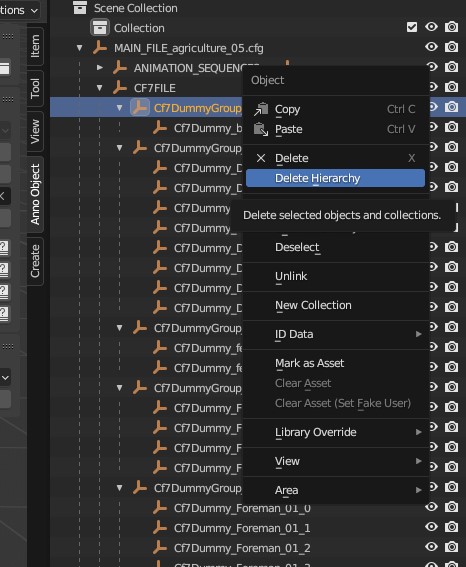 tions
Scene Collection
Collection
MAIN_FILE_agriculture_05.cfg
ANIMATION_SEQUENCES
CF7FILE
Cf7DummyGroup
Cf7Dummy_b
Cf7DummyGroup
Cf7Dummy_D
Cf7Dummy_D
Cf7Dummy
Cf7Dummy_D
Cf7Dummy_D
Cf7Dummy_D
Cf7Dummy_D
Cf7DummyGroup
Cf7Dummy_fe
Cf7Dummy_fe
Cf7DummyGroup
Cf7Dummy_F
Cf7Dummy_F
Cf7Dummy_F
Cf7Dummy_F
Cf7DummyGroup_
Cf7Dummy_Foreman_01_0
Cf7Dummy_Foreman_01_1
Cf7Dummy_Foreman_01_2
Item
Tool
View
Anno Object
Create
Object
Copy Ctrl C
Paste Ctrl V
Delete X
Delete Hierarchy
Delete selected objects and collections.
Deselect
Unlink
New Collection
ID Data
Mark as Asset
Clear Asset
Clear Asset (Set Fake User)
Library Override
View
Area